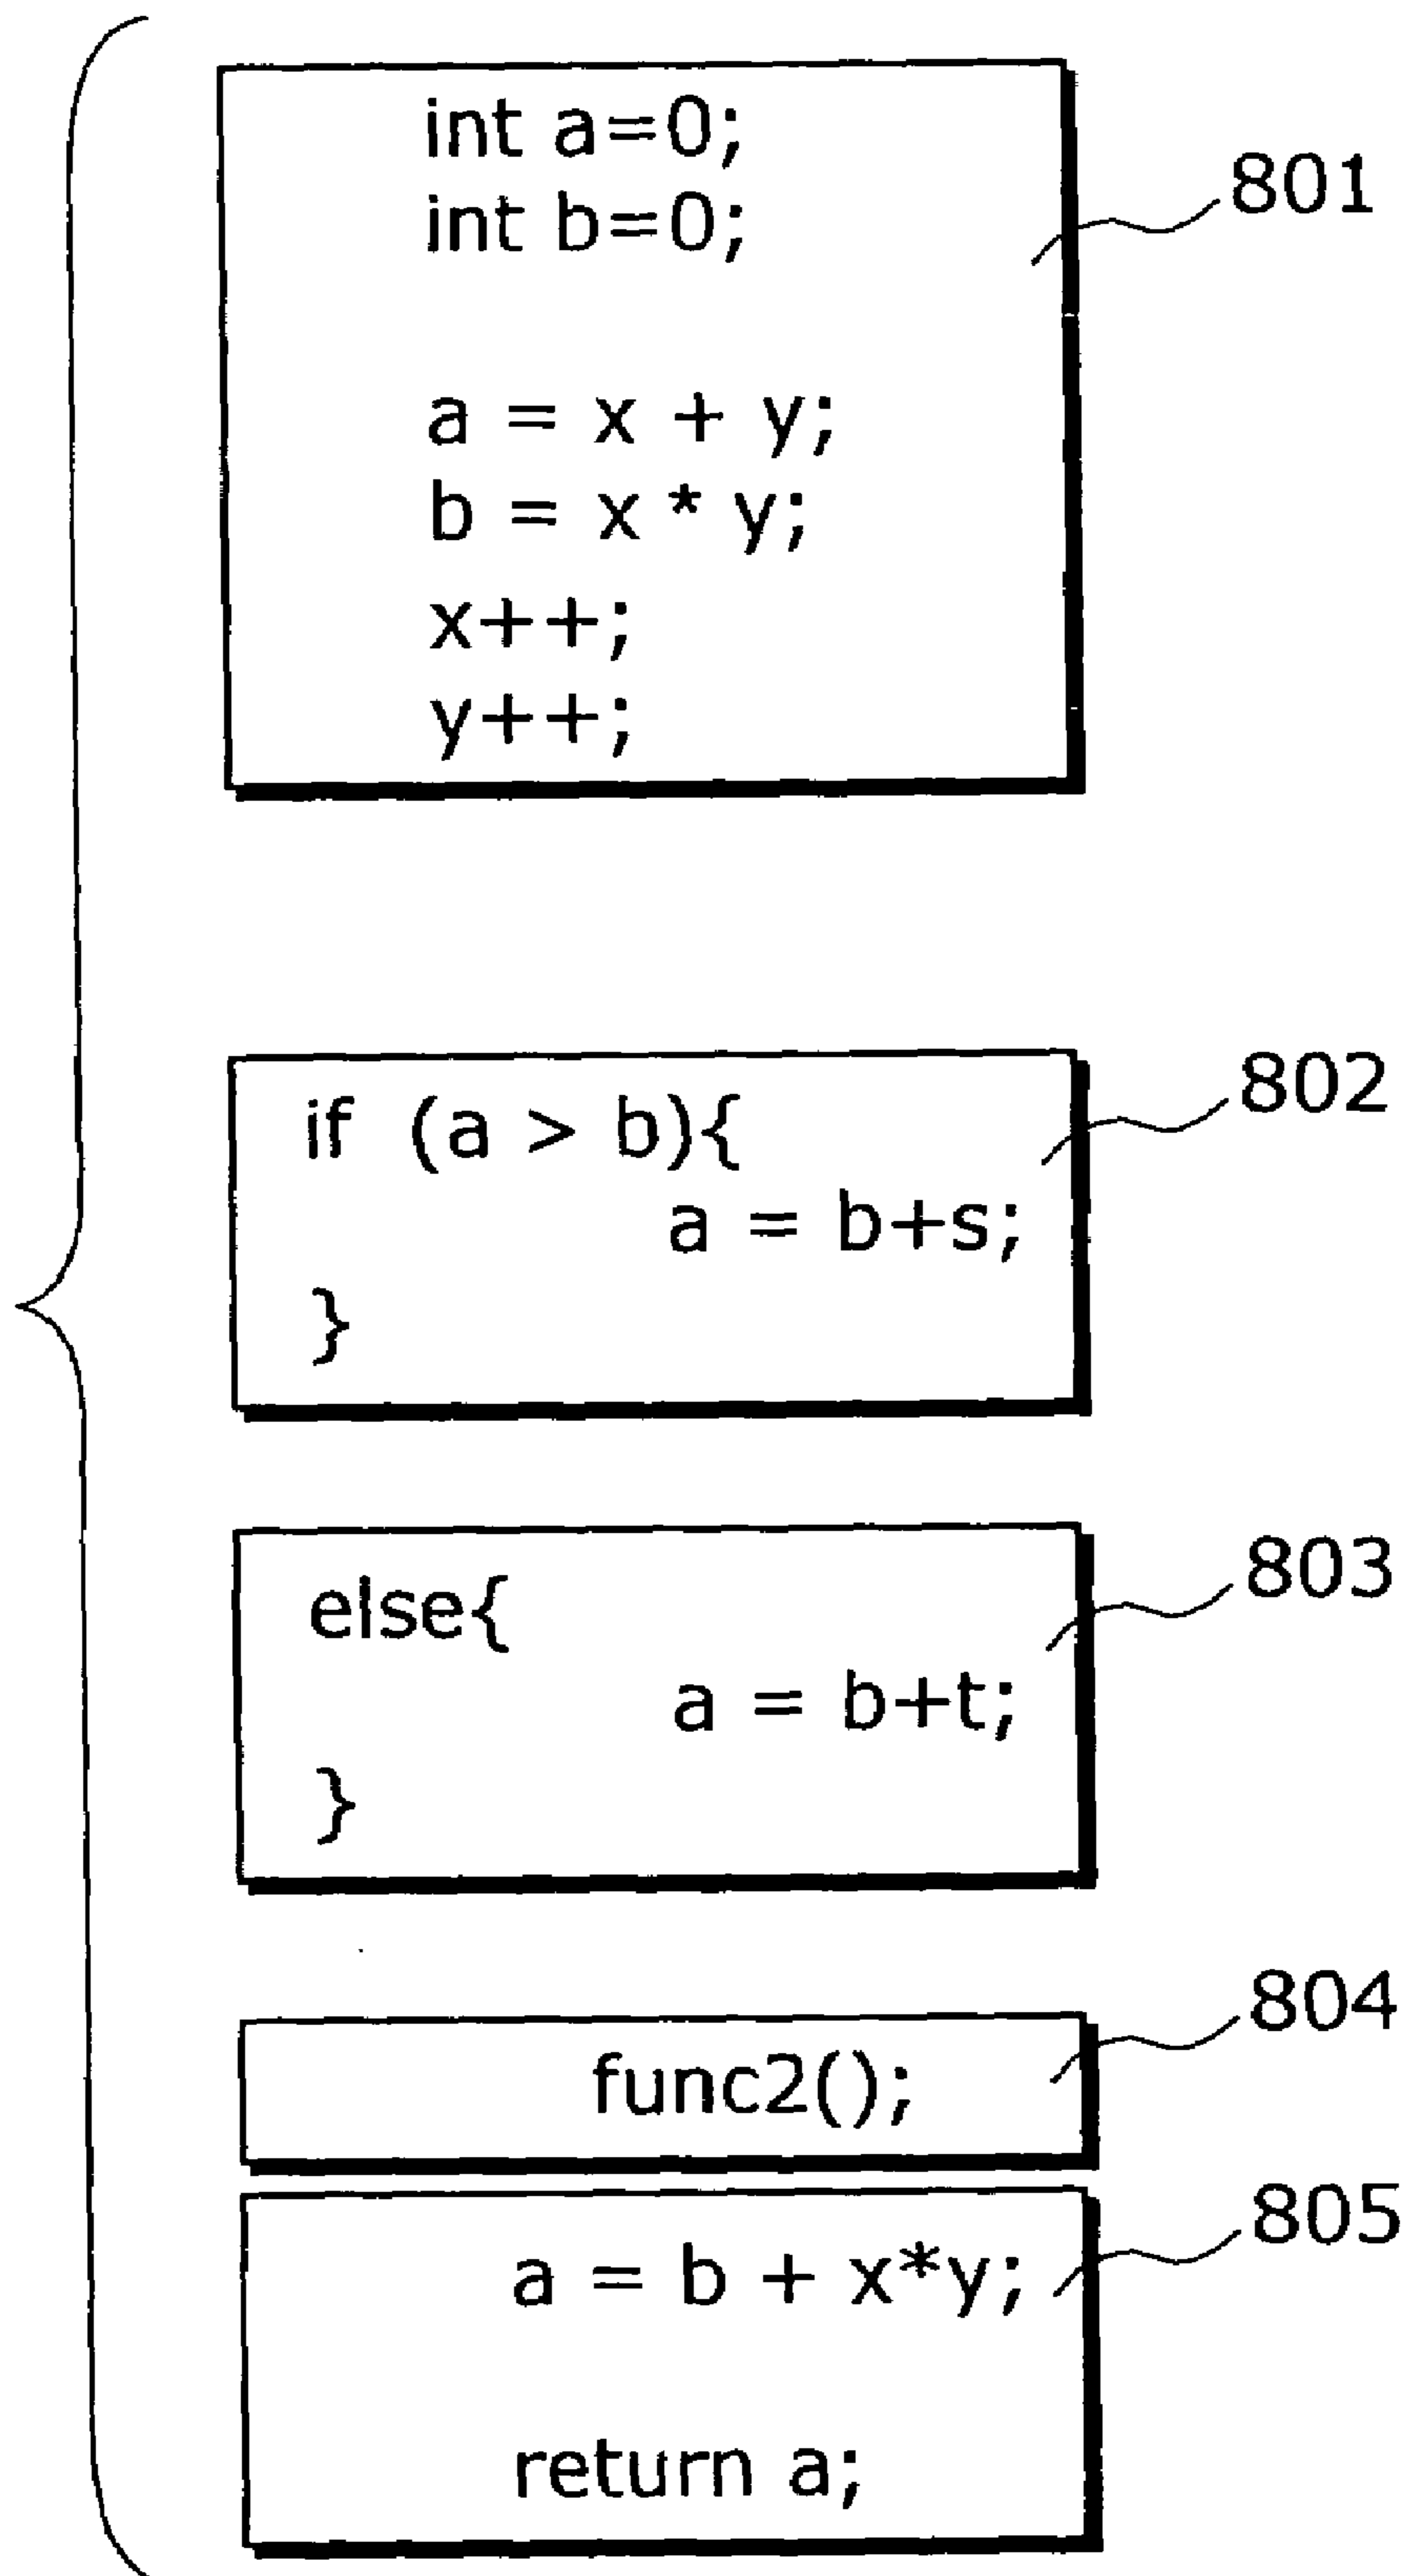 int a=0;
801
int b=0;
a = x + y;
b = x * y;
x++;
y++;
802
if (a > b){
a = b+s;
}
803
else{
a = b+t;
}
804
func2();
805
a = b + x*y;
return a;